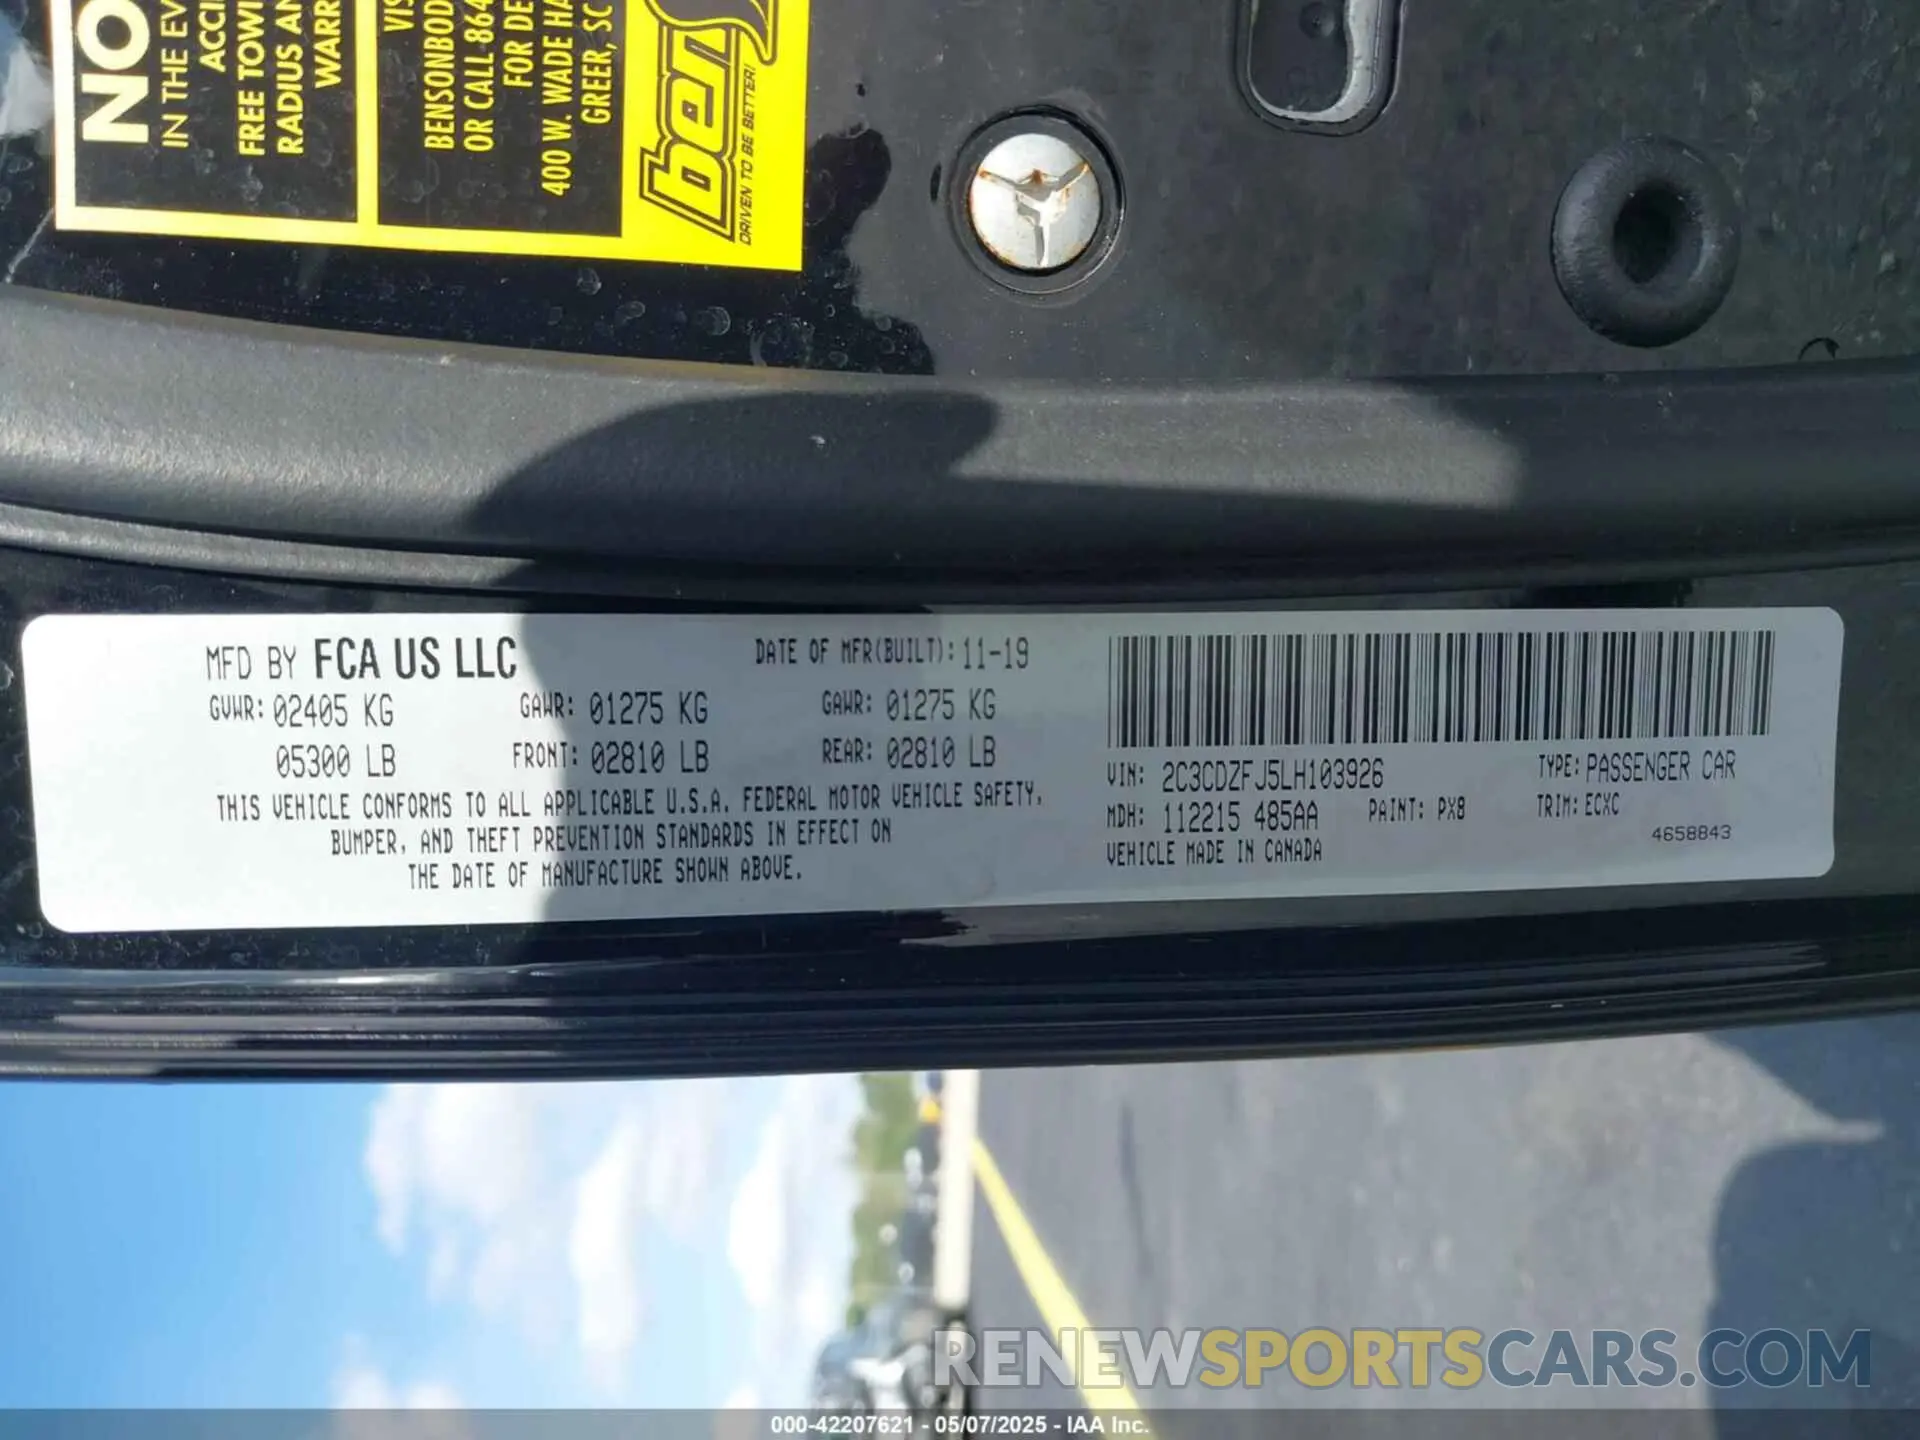 NO
IN THE EV
ACCI
FREE TOWI
RADIUS AN
WARR
VIS
BENSONBOD
OR CALL 864
FOR DE
400 W. WADE HA
GREER, SC
ben
DRIVEN TO BE BETTER!
MFD BY FCA US LLC DATE OF MFR(BUILT): 11-19
GVWR: 02405 KG GAWR: 01275 KG GAWR: 01275 KG
05300 LB FRONT: 02810 LB REAR: 02810 LB
THIS VEHICLE CONFORMS TO ALL APPLICABLE U.S.A. FEDERAL MOTOR VEHICLE SAFETY,
BUMPER, AND THEFT PREVENTION STANDARDS IN EFFECT ON
THE DATE OF MANUFACTURE SHOWN ABOVE.
VIN: 2C3CDZFJ5LH103926 TYPE: PASSENGER CAR
MDH: 112215 485AA PAINT: PX8 TRIM: ECXC
VEHICLE MADE IN CANADA 4658843
RENEWSPORTSCARS.COM
000-42207621 - 05/07/2025 - IAA Inc.